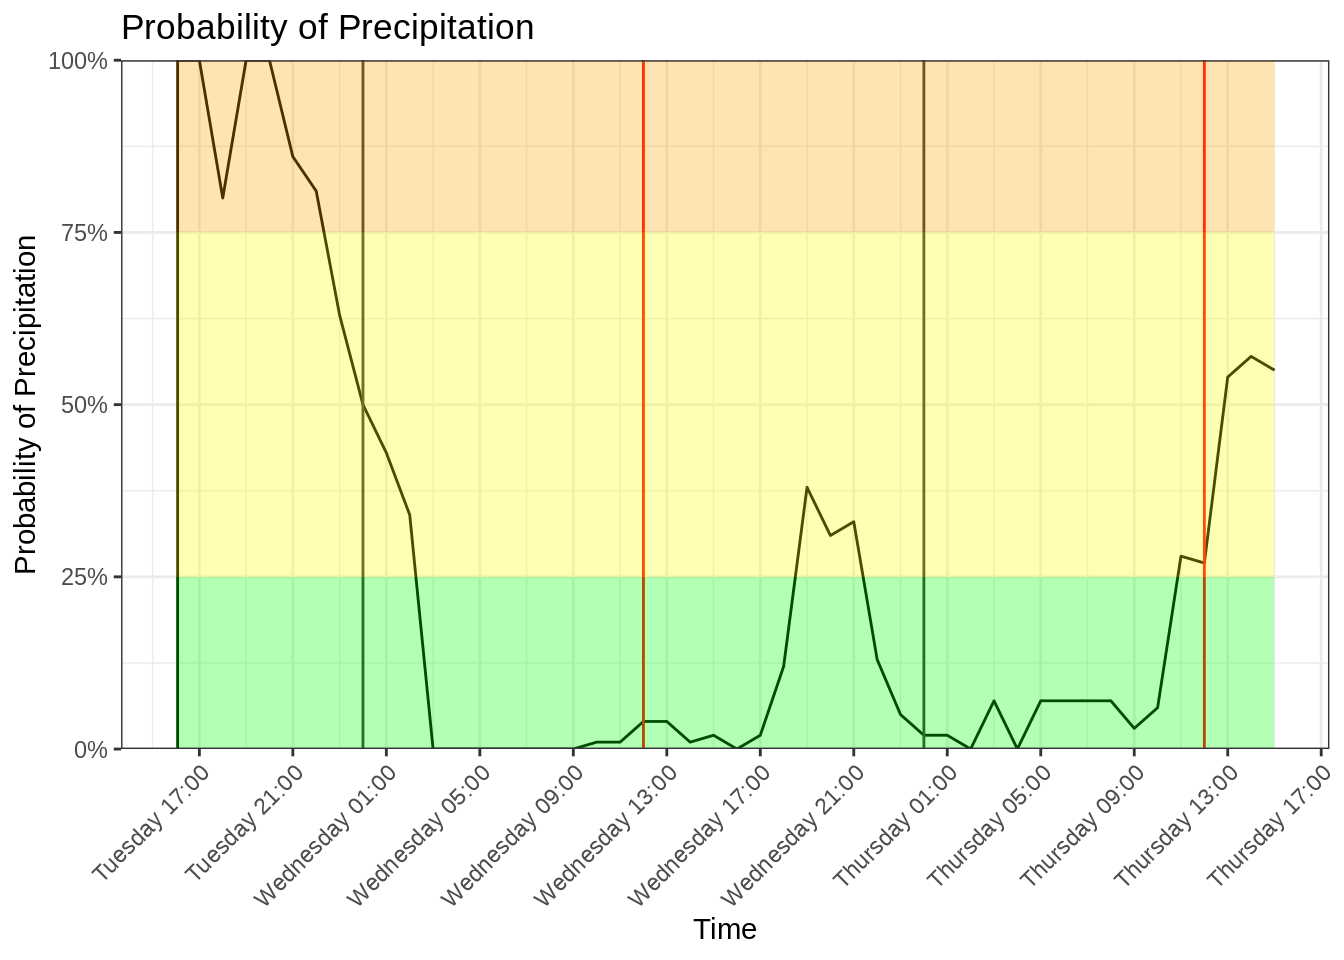 Probability of Precipitation
Probability of Precipitation
100%
75%
50%
25%
0%
Tuesday 17:00
Tuesday 21:00
Wednesday 01:00
Wednesday 05:00
Wednesday 09:00
Wednesday 13:00
Wednesday 17:00
Wednesday 21:00
Thursday 01:00
Thursday 05:00
Thursday 09:00
Thursday 13:00
Thursday 17:00
Time